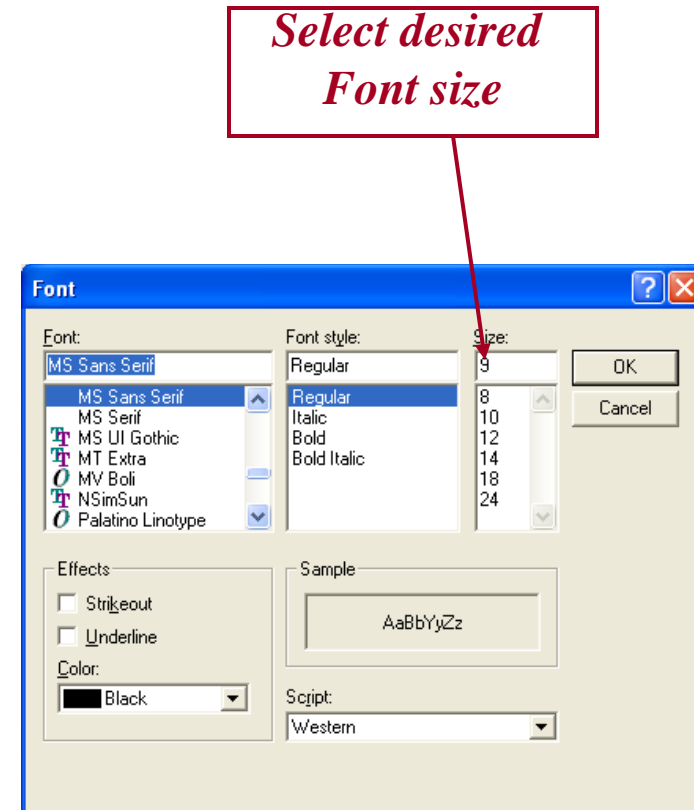 Select desired
Font size
Font
Font:
MS Sans Serif
MS Sans Serif
MS Serif
MS UI Gothic
MT Extra
MV Boli
NSimSun
Palatino Linotype
Font style:
Regular
Regular
Italic
Bold
Bold Italic
Size:
9
8
10
12
14
18
24
OK
Cancel
Effects
Strikeout
Underline
Color:
Black
Sample
AaBbYyZz
Script:
Western